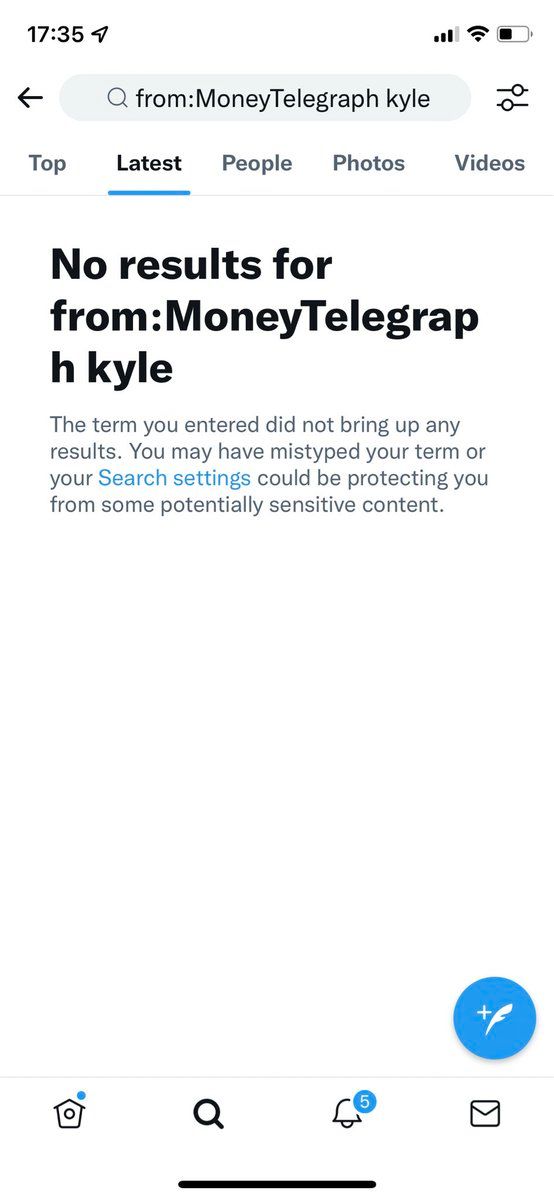 17:35
from:MoneyTelegraph kyle
Top Latest People Photos Videos
No results for
from:MoneyTelegrap
h kyle
The term you entered did not bring up any
results. You may have mistyped your term or
your Search settings could be protecting you
from some potentially sensitive content.
5